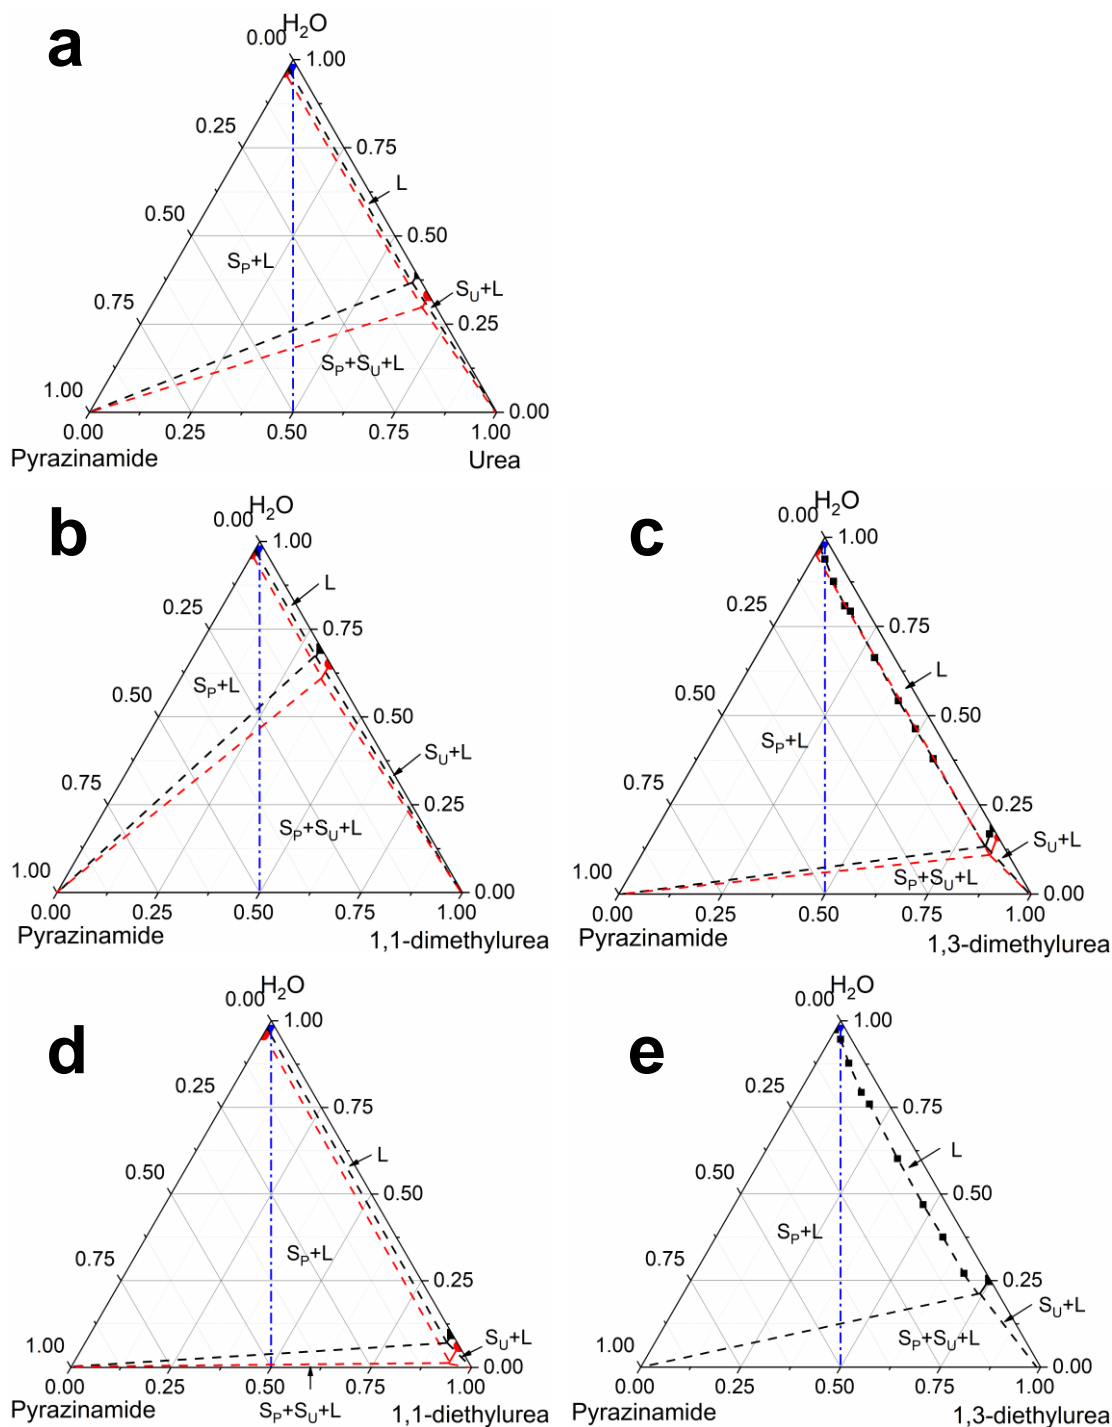 a
H2O
0.00
1.00
0.25
0.75
L
0.50
0.50
SP+L
SU+L
0.75
0.25
SP+SU+L
1.00
0.00
0.00 0.25 0.50 0.75 1.00
Pyrazinamide Urea
b
H2O
0.00
1.00
L
0.25
0.75
SP+L
0.50
0.50
SU+L
0.75
0.25
SP+SU+L
1.00
0.00
0.00 0.25 0.50 0.75 1.00
Pyrazinamide 1,1-dimethylurea
c
H2O
0.00
1.00
0.25
0.75
L
0.50
0.50
SP+L
0.75
0.25
SU+L
SP+SU+L
1.00
0.00
0.00 0.25 0.50 0.75 1.00
Pyrazinamide 1,3-dimethylurea
d
H2O
0.00
1.00
0.25
0.75
L
0.50
0.50
SP+L
0.75
0.25
SU+L
1.00
0.00
0.00 0.25 0.50 0.75 1.00
SP+SU+L
Pyrazinamide 1,1-diethylurea
e
H2O
0.00
1.00
0.25
0.75
L
0.50
0.50
SP+L
0.75
0.25
SU+L
SP+SU+L
1.00
0.00
0.00 0.25 0.50 0.75 1.00
Pyrazinamide 1,3-diethylurea